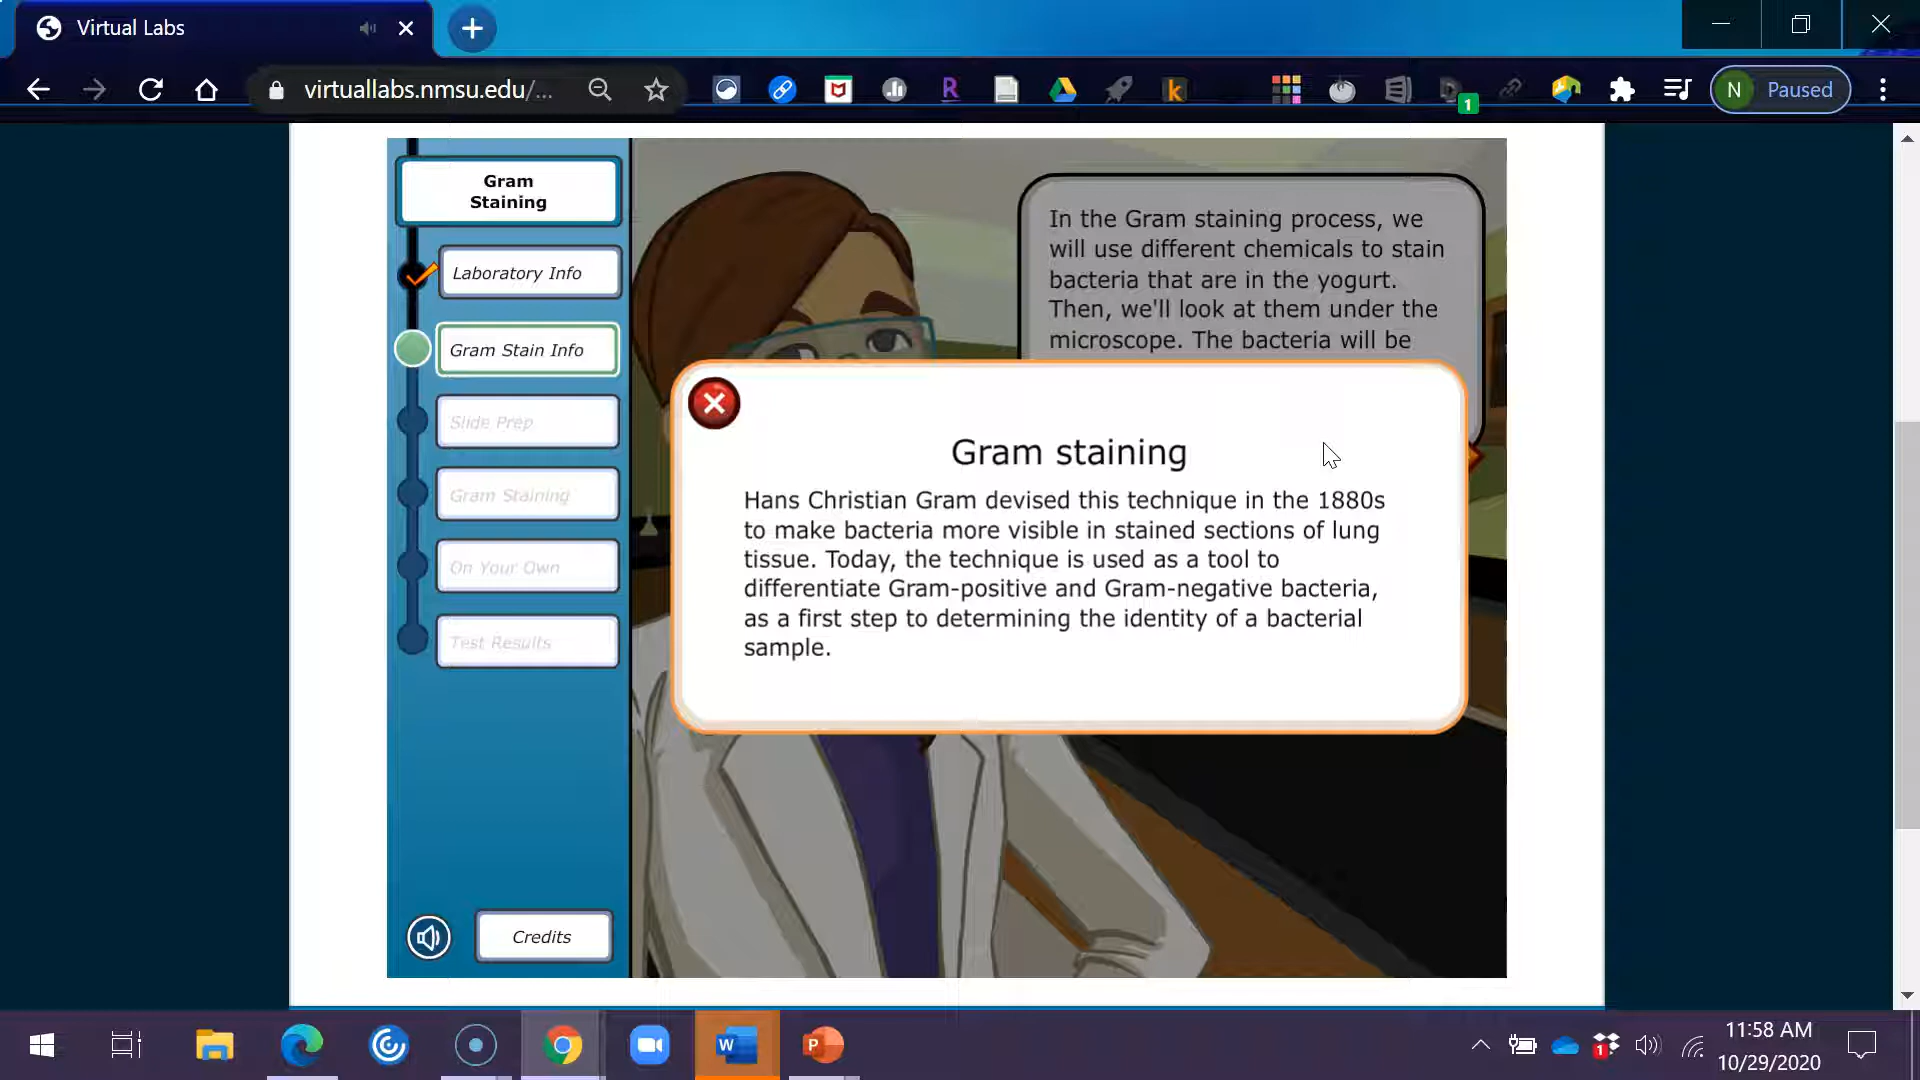 Virtual Labs
virtuallabs.nmsu.edu/...
1
N Paused
Gram
Staining
Laboratory Info
Gram Stain Info
Slide Prep
Gram Staining
On Your Own
Test Results
Credits
In the Gram staining process, we
will use different chemicals to stain
bacteria that are in the yogurt.
Then, we'll look at them under the
microscope. The bacteria will be
Gram staining
Hans Christian Gram devised this technique in the 1880s
to make bacteria more visible in stained sections of lung
tissue. Today, the technique is used as a tool to
differentiate Gram-positive and Gram-negative bacteria,
as a first step to determining the identity of a bacterial
sample.
11:58 AM
10/29/2020